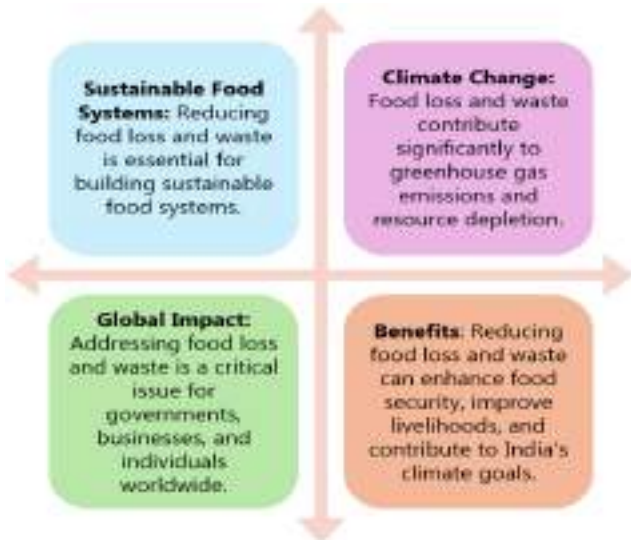 Sustainable Food
Systems: Reducing
food loss and waste
is essential for
building sustainable
food systems.
Climate Change:
Food loss and waste
contribute
significantly to
greenhouse gas
emissions and
resource depletion.
Global Impact:
Addressing food loss
and waste is a critical
issue for
governments,
businesses, and
individuals
worldwide.
Benefits: Reducing
food loss and waste
can enhance food
security, improve
livelihoods, and
contribute to India's
climate goals.